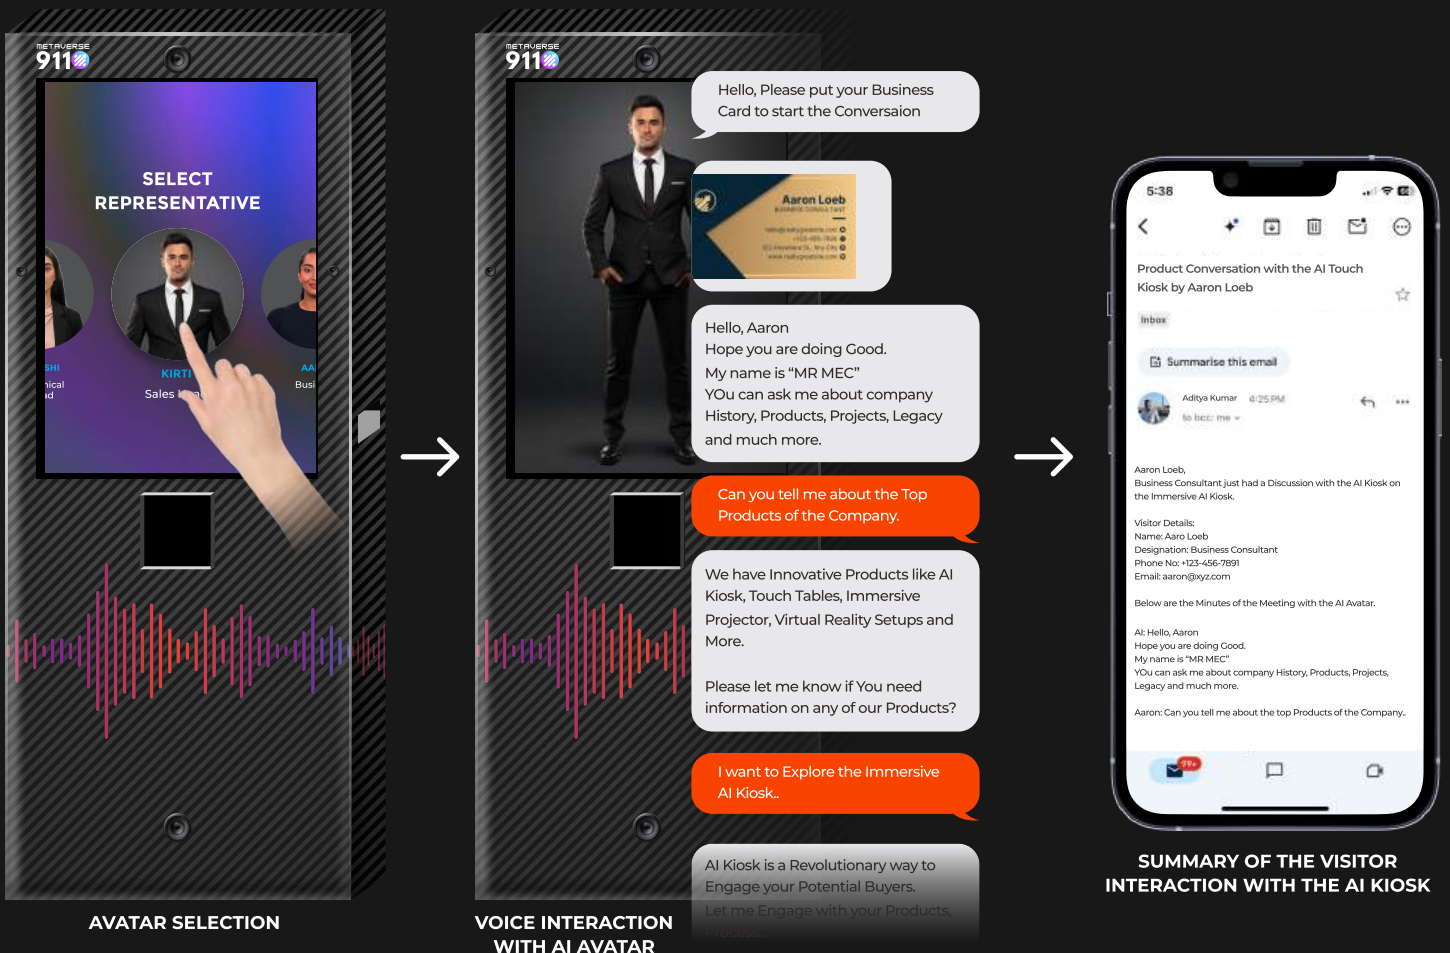 METAVERSE
911
SELECT
REPRESENTATIVE
SHI
nical
ad
KIRTI
Sales
AA
Busi
AVATAR SELECTION
METAVERSE
911
Hello, Please put your Business
Card to start the Conversaion
Aaron Loeb
BUSINESS CONSULTANT
Hello, Aaron
Hope you are doing Good.
My name is “MR MEC”
YOu can ask me about company
History, Products, Projects, Legacy
and much more.
Can you tell me about the Top
Products of the Company.
We have Innovative Products like AI
Kiosk, Touch Tables, Immersive
Projector, Virtual Reality Setups and
More.
Please let me know if You need
information on any of our Products?
I want to Explore the Immersive
AI Kiosk..
AI Kiosk is a Revolutionary way to
Engage your Potential Buyers.
Let me Engage with your Products,
Process..
VOICE INTERACTION
WITH AI AVATAR
5:38
Product Conversation with the AI Touch
Kiosk by Aaron Loeb
Inbox
Summarise this email
Aditya Kumar 4:25 PM
to bcc: me
Aaron Loeb,
Business Consultant just had a Discussion with the AI Kiosk on
the Immersive AI Kiosk.
Visitor Details:
Name: Aaro Loeb
Designation: Business Consultant
Phone No: +123-456-7891
Email: aaron@xyz.com
Below are the Minutes of the Meeting with the AI Avatar.
AI: Hello, Aaron
Hope you are doing Good.
My name is “MR MEC”
YOu can ask me about company History, Products, Projects,
Legacy and much more.
Aaron: Can you tell me about the top Products of the Company..
99+
SUMMARY OF THE VISITOR
INTERACTION WITH THE AI KIOSK